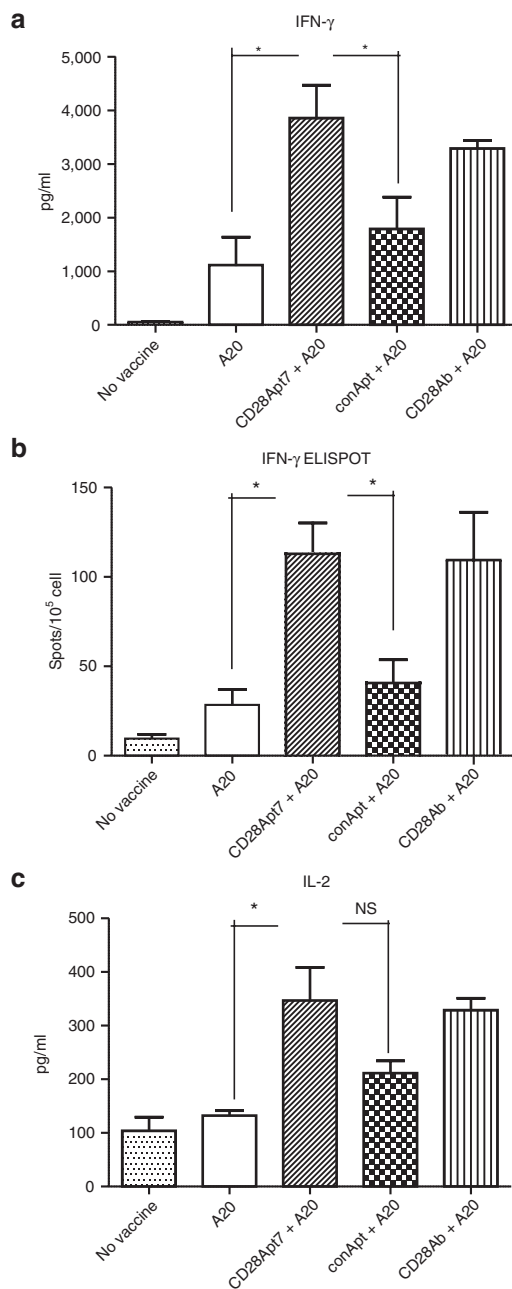 a
IFN-γ
5,000
4,000
3,000
2,000
1,000
0
pg/ml
* *
No vaccine
A20
CD28Apt7 + A20
conApt + A20
CD28Ab + A20
b
IFN-γ ELISPOT
150
100
50
0
Spots/10⁵ cell
* *
No vaccine
A20
CD28Apt7 + A20
conApt + A20
CD28Ab + A20
c
IL-2
500
400
300
200
100
0
pg/ml
* NS
No vaccine
A20
CD28Apt7 + A20
conApt + A20
CD28Ab + A20